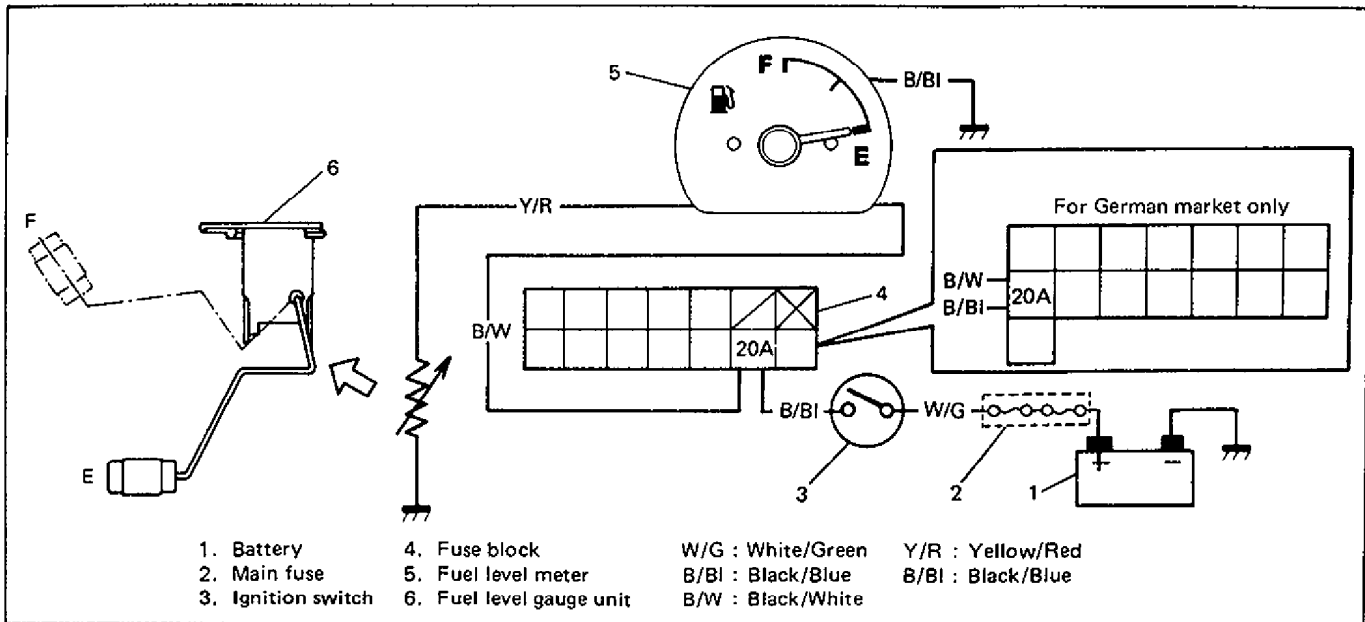 5
F
E
B/Bl
6
F
Y/R
For German market only
B/W
B/Bl
20A
4
B/W
20A
B/Bl
W/G
E
3
2
1
1. Battery
2. Main fuse
3. Ignition switch
4. Fuse block
5. Fuel level meter
6. Fuel level gauge unit
W/G : White/Green
B/Bl : Black/Blue
B/W : Black/White
Y/R : Yellow/Red
B/Bl : Black/Blue